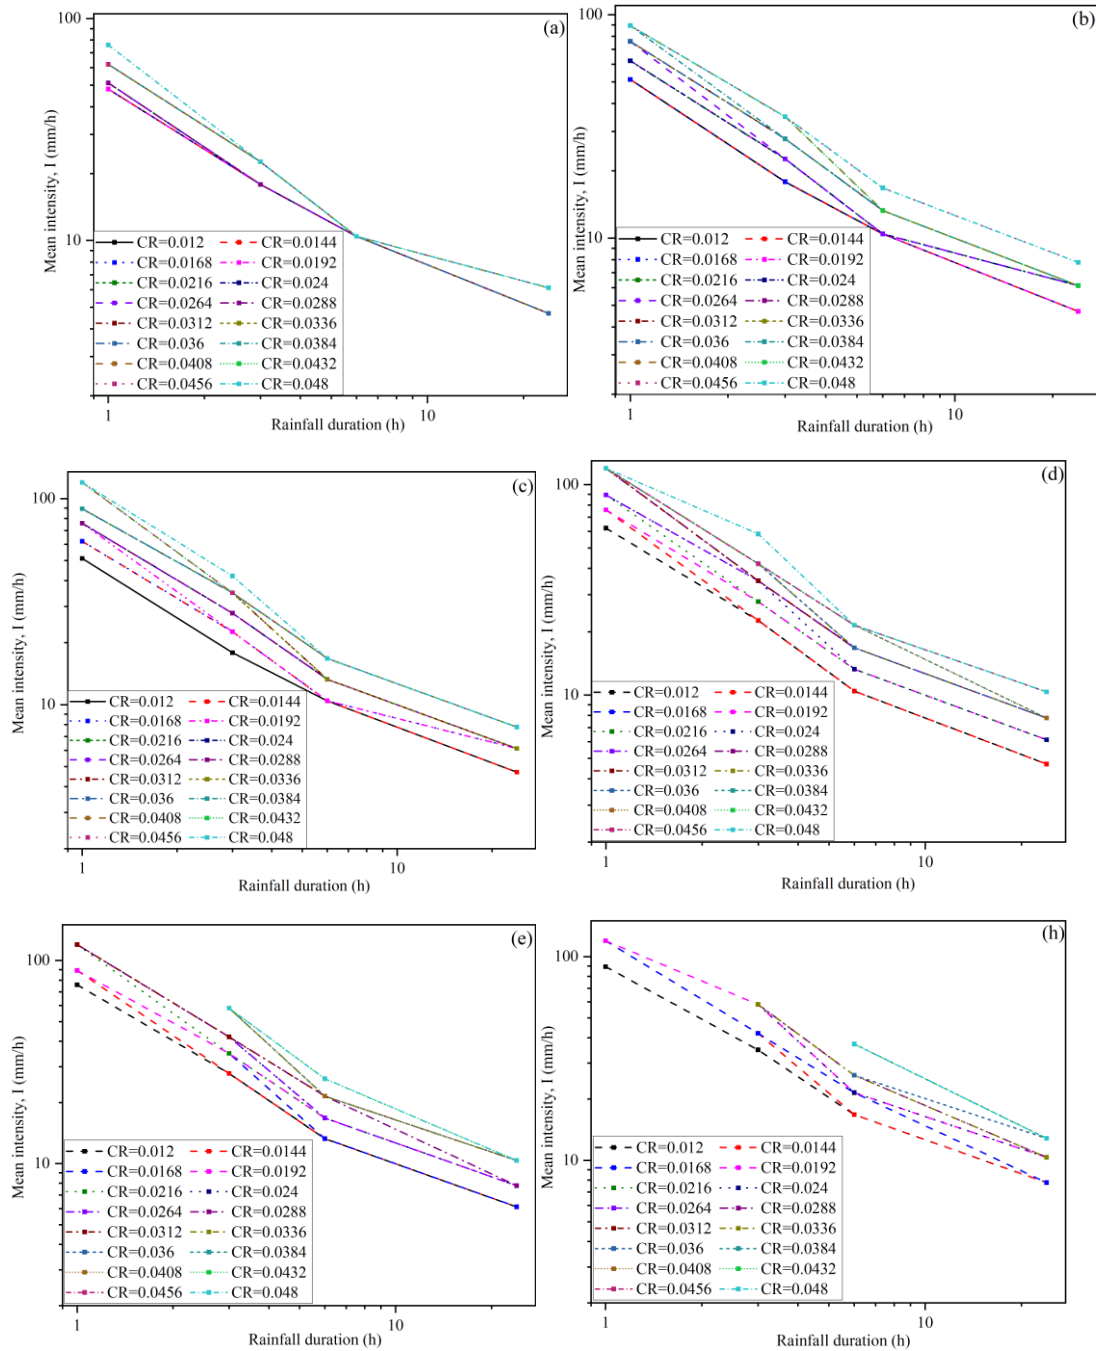 (a)
100
10
Mean intensity, I (mm/h)
CR=0.012 CR=0.0144
CR=0.0168 CR=0.0192
CR=0.0216 CR=0.024
CR=0.0264 CR=0.0288
CR=0.0312 CR=0.0336
CR=0.036 CR=0.0384
CR=0.0408 CR=0.0432
CR=0.0456 CR=0.048
1 10
Rainfall duration (h)
(b)
100
10
Mean intensity, I (mm/h)
CR=0.012 CR=0.0144
CR=0.0168 CR=0.0192
CR=0.0216 CR=0.024
CR=0.0264 CR=0.0288
CR=0.0312 CR=0.0336
CR=0.036 CR=0.0384
CR=0.0408 CR=0.0432
CR=0.0456 CR=0.048
1 10
Rainfall duration (h)
(c)
100
10
Mean intensity, I (mm/h)
CR=0.012 CR=0.0144
CR=0.0168 CR=0.0192
CR=0.0216 CR=0.024
CR=0.0264 CR=0.0288
CR=0.0312 CR=0.0336
CR=0.036 CR=0.0384
CR=0.0408 CR=0.0432
CR=0.0456 CR=0.048
1 10
Rainfall duration (h)
(d)
100
10
Mean intensity, I (mm/h)
CR=0.012 CR=0.0144
CR=0.0168 CR=0.0192
CR=0.0216 CR=0.024
CR=0.0264 CR=0.0288
CR=0.0312 CR=0.0336
CR=0.036 CR=0.0384
CR=0.0408 CR=0.0432
CR=0.0456 CR=0.048
1 10
Rainfall duration (h)
(e)
100
10
Mean intensity, I (mm/h)
CR=0.012 CR=0.0144
CR=0.0168 CR=0.0192
CR=0.0216 CR=0.024
CR=0.0264 CR=0.0288
CR=0.0312 CR=0.0336
CR=0.036 CR=0.0384
CR=0.0408 CR=0.0432
CR=0.0456 CR=0.048
1 10
Rainfall duration (h)
(h)
100
10
Mean intensity, I (mm/h)
CR=0.012 CR=0.0144
CR=0.0168 CR=0.0192
CR=0.0216 CR=0.024
CR=0.0264 CR=0.0288
CR=0.0312 CR=0.0336
CR=0.036 CR=0.0384
CR=0.0408 CR=0.0432
CR=0.0456 CR=0.048
1 10
Rainfall duration (h)